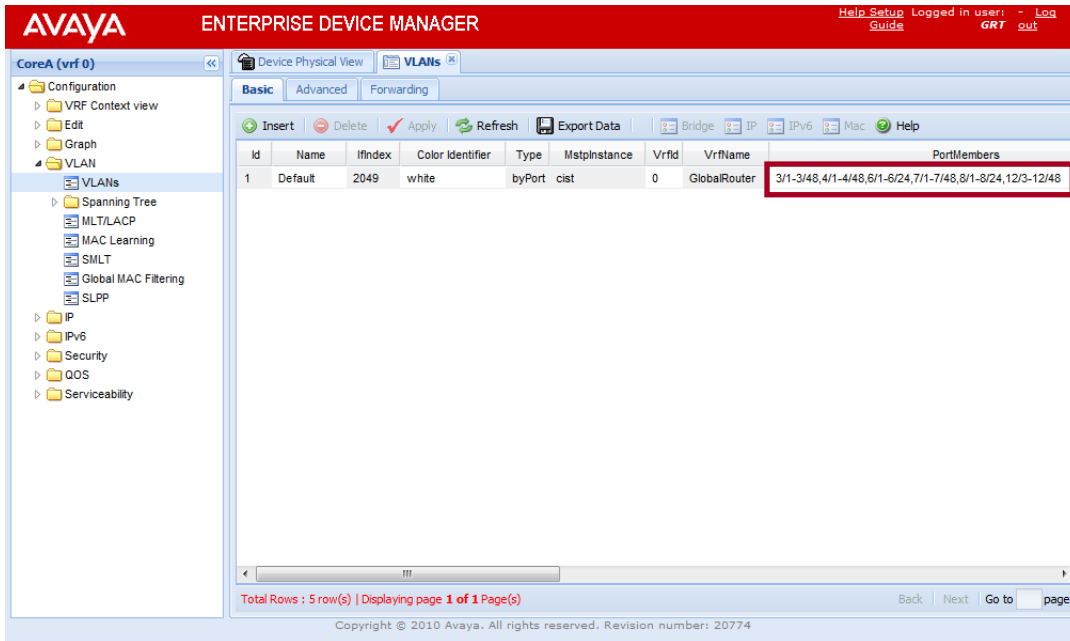 AVAYA ENTERPRISE DEVICE MANAGER
Help Setup Guide Logged in user: GRT - Log out
CoreA (vrf 0)
Configuration
VRF Context view
Edit
Graph
VLAN
VLANs
Spanning Tree
MLT/LACP
MAC Learning
SMLT
Global MAC Filtering
SLPP
IP
IPv6
Security
QOS
Serviceability
Device Physical View VLANs
Basic Advanced Forwarding
Insert Delete Apply Refresh Export Data Bridge IP IPv6 Mac Help
Id Name IfIndex Color Identifier Type MstpInstance VrfId VrfName PortMembers
1 Default 2049 white byPort cist 0 GlobalRouter 3/1-3/48,4/1-4/48,6/1-6/24,7/1-7/48,8/1-8/24,12/3-12/48
Total Rows : 5 row(s) | Displaying page 1 of 1 Page(s) Back Next Go to page
Copyright © 2010 Avaya. All rights reserved. Revision number: 20774